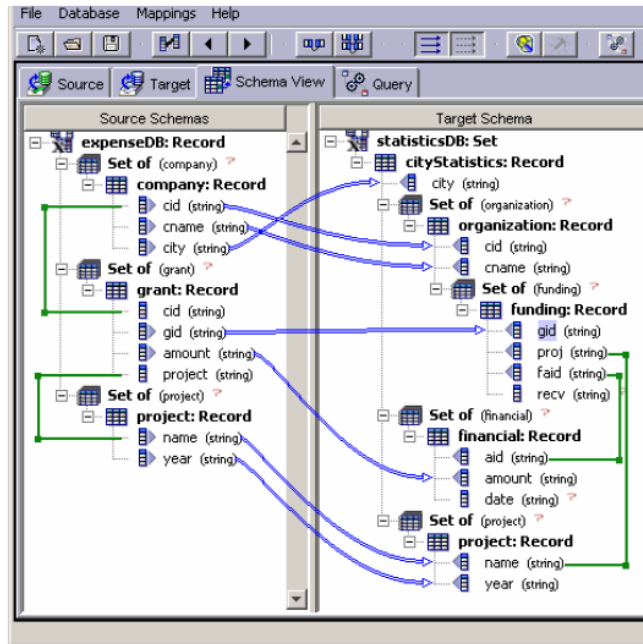 File Database Mappings Help
Source Target Schema View Query
Source Schemas
expenseDB: Record
Set of (company) ?
company: Record
cid (string)
cname (string)
city (string)
Set of (grant) ?
grant: Record
cid (string)
gid (string)
amount (string)
project (string)
Set of (project) ?
project: Record
name (string)
year (string)
Target Schema
statisticsDB: Set
cityStatistics: Record
city (string)
Set of (organization) ?
organization: Record
cid (string)
cname (string)
Set of (funding) ?
funding: Record
gid (string)
proj (string)
faid (string)
recv (string) ?
Set of (financial) ?
financial: Record
aid (string)
amount (string)
date (string) ?
Set of (project) ?
project: Record
name (string)
year (string)